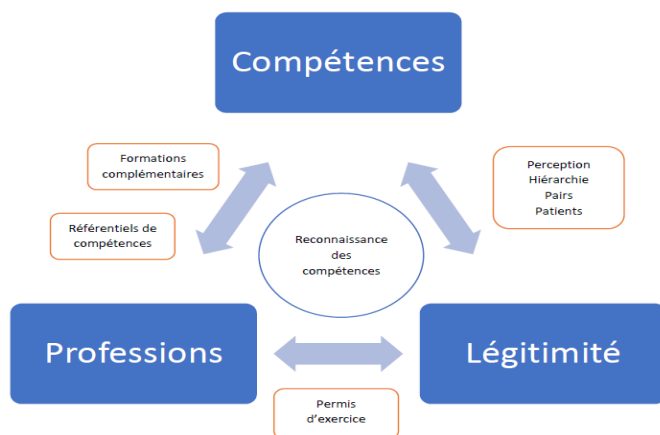 Compétences
Formations
complémentaires
Perception
Hiérarchie
Pairs
Patients
Référentiels de
compétences
Reconnaissance
des
compétences
Professions
Légitimité
Permis
d'exercice